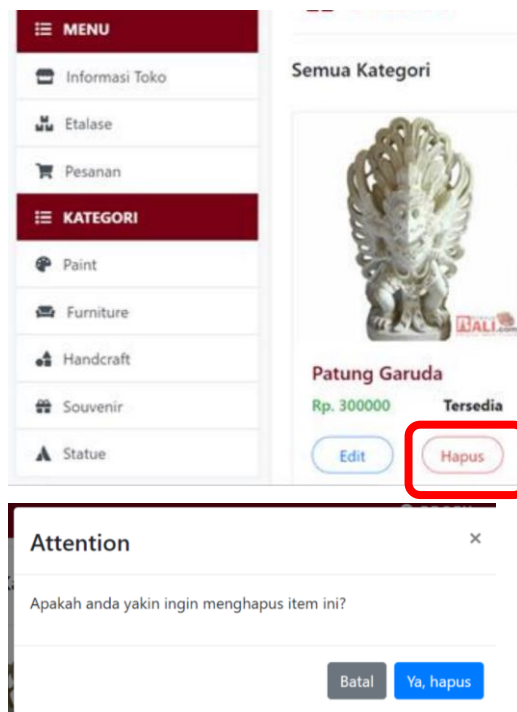 MENU
Informasi Toko
Etalase
Pesanan
KATEGORI
Paint
Furniture
Handcraft
Souvenir
Statue
Semua Kategori
BALI.com
Patung Garuda
Rp. 300000 Tersedia
Edit Hapus
Attention ×
Apakah anda yakin ingin menghapus item ini?
Batal Ya, hapus